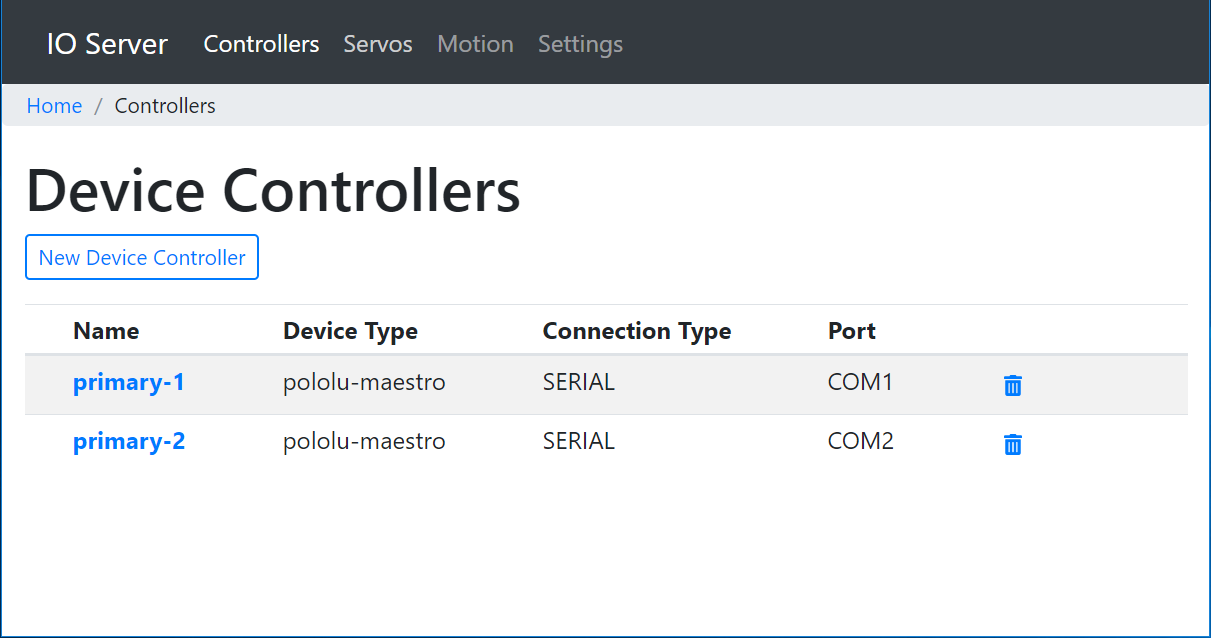 IO Server Controllers Servos Motion Settings
Home / Controllers
Device Controllers
New Device Controller
Name Device Type Connection Type Port
primary-1 pololu-maestro SERIAL COM1
primary-2 pololu-maestro SERIAL COM2